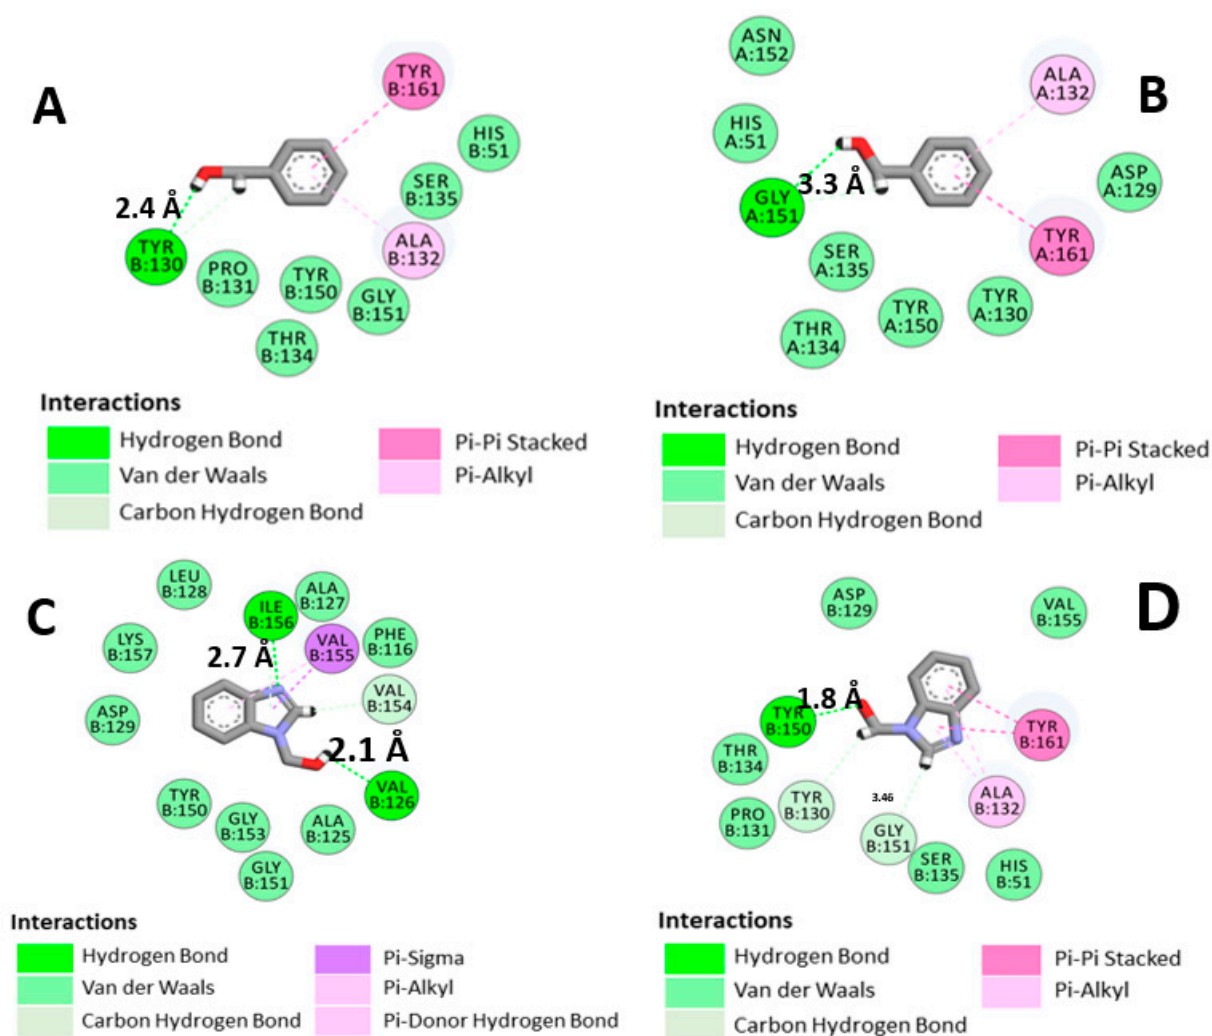 A
TYR
B:161
HIS
B:51
SER
B:135
2.4 Å
TYR
B:130
PRO
B:131
TYR
B:150
ALA
B:132
GLY
B:151
THR
B:134
Interactions
Hydrogen Bond
Van der Waals
Carbon Hydrogen Bond
Pi-Pi Stacked
Pi-Alkyl
B
ASN
A:152
ALA
A:132
HIS
A:51
3.3 Å
ASP
A:129
GLY
A:151
SER
A:135
TYR
A:161
THR
A:134
TYR
A:150
TYR
A:130
Interactions
Hydrogen Bond
Van der Waals
Carbon Hydrogen Bond
Pi-Pi Stacked
Pi-Alkyl
C
LEU
B:128
ILE
B:156
ALA
B:127
LYS
B:157
2.7 Å
VAL
B:155
PHE
B:116
VAL
B:154
ASP
B:129
2.1 Å
VAL
B:126
TYR
B:150
GLY
B:153
ALA
B:125
GLY
B:151
Interactions
Hydrogen Bond
Van der Waals
Carbon Hydrogen Bond
Pi-Sigma
Pi-Alkyl
Pi-Donor Hydrogen Bond
D
ASP
B:129
VAL
B:155
1.8 Å
TYR
B:150
TYR
B:161
THR
B:134
TYR
B:130
3.46
ALA
B:132
PRO
B:131
GLY
B:151
SER
B:135
HIS
B:51
Interactions
Hydrogen Bond
Van der Waals
Carbon Hydrogen Bond
Pi-Pi Stacked
Pi-Alkyl